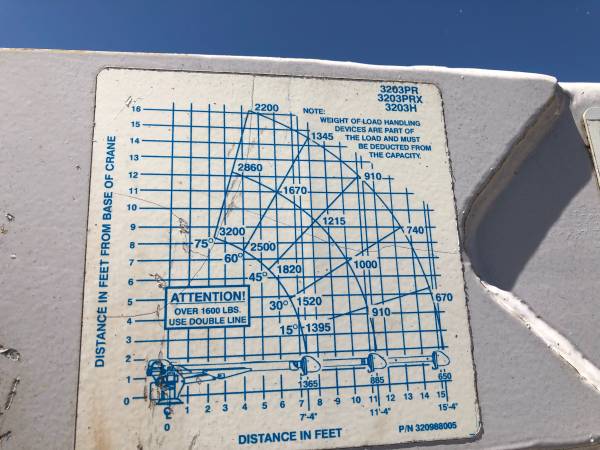 3203PR
3203PRX
3203H
NOTE:
WEIGHT OF LOAD HANDLING
DEVICES ARE PART OF
THE LOAD AND MUST
BE DEDUCTED FROM
THE CAPACITY.
DISTANCE IN FEET FROM BASE OF CRANE
16
15
14
13
12
11
10
9
8
7
6
5
4
3
2
1
0
2200
1345
910
740
670
2860
1670
1215
1000
910
3200
2500
1820
1520
1395
75°
60°
45°
30°
15°
ATTENTION!
OVER 1600 LBS.
USE DOUBLE LINE
1365
885
650
0 1 2 3 4 5 6 7 8 9 10 11 12 13 14 15
0
7'-4"
11'-4"
15'-4"
DISTANCE IN FEET
P/N 320988005